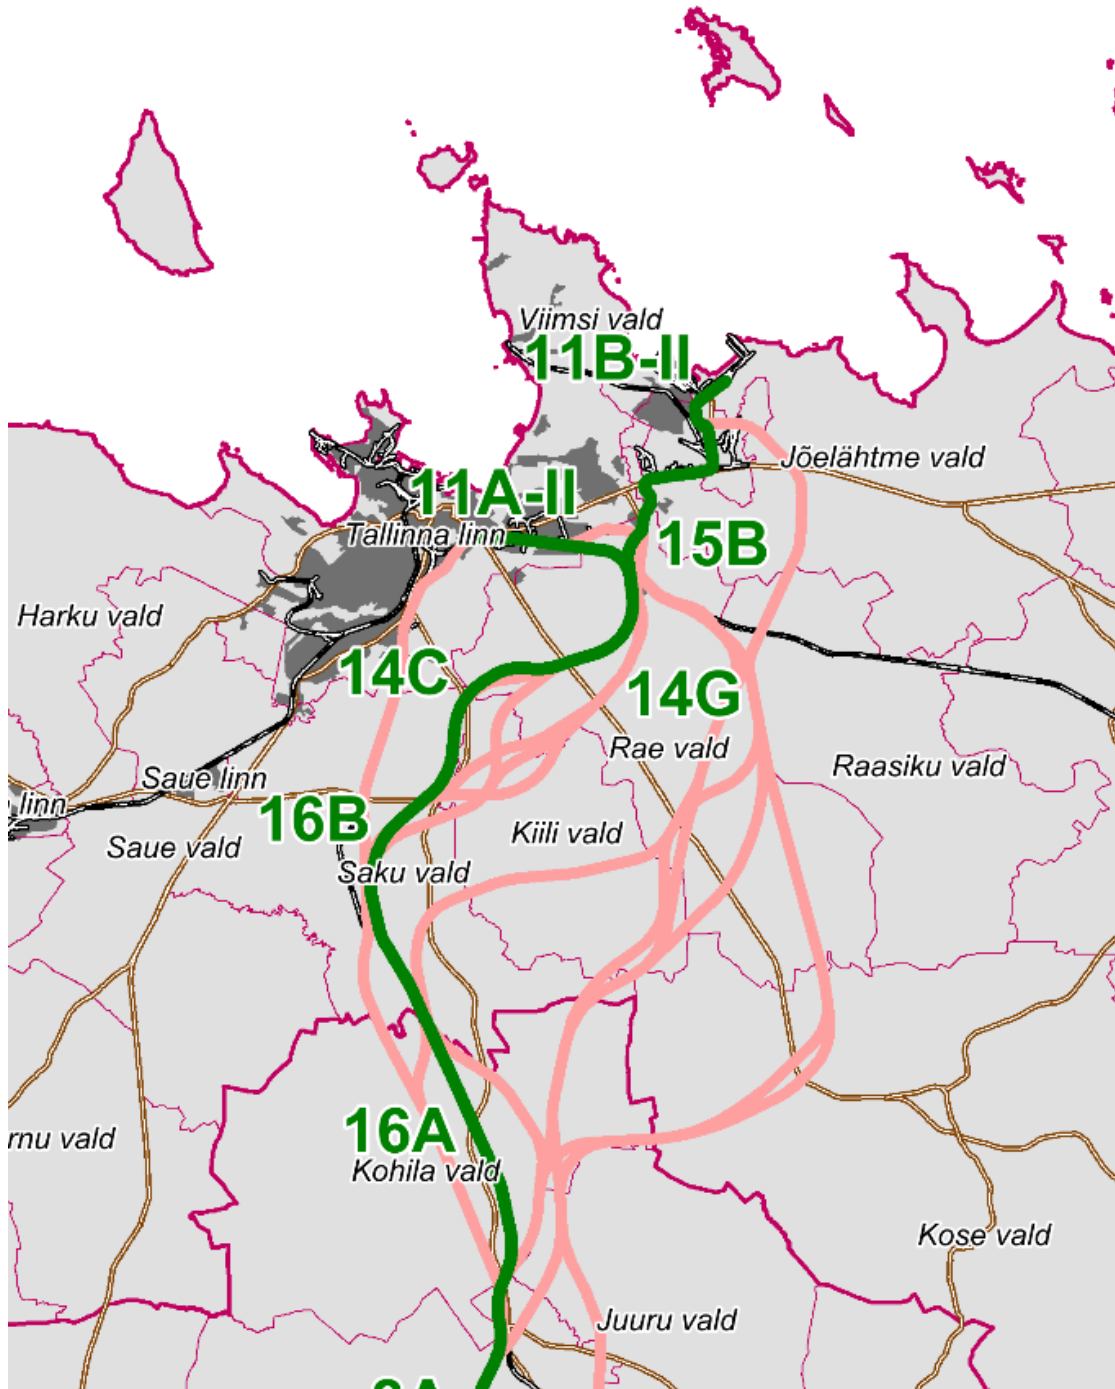 Viimsi vald
11B-II
Jõelähtme vald
11A-II
Tallinna linn
15B
Harku vald
14C
14G
Rae vald
Raasiku vald
Saue linn
linn
16B
Kiili vald
Saue vald
Saku vald
16A
rnu vald
Kohila vald
Kose vald
Juuru vald